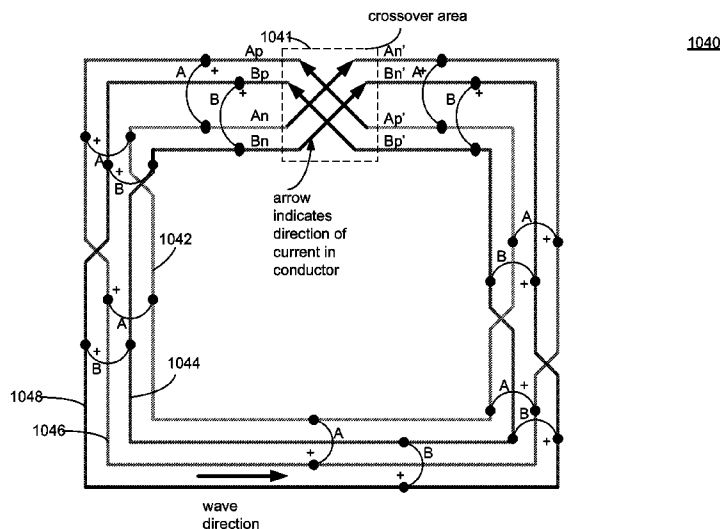 crossover area
1041
1040
Ap
An'
A
+
Bp
Bn'
A
+
+
B
B
+
An
Ap'
+
A
Bn
Bp'
+
B
arrow
indicates
direction of
current in
conductor
1042
A
+
B
+
+
A
+
B
1044
1048
A
+
B
+
1046
A
+
B
+
wave
direction